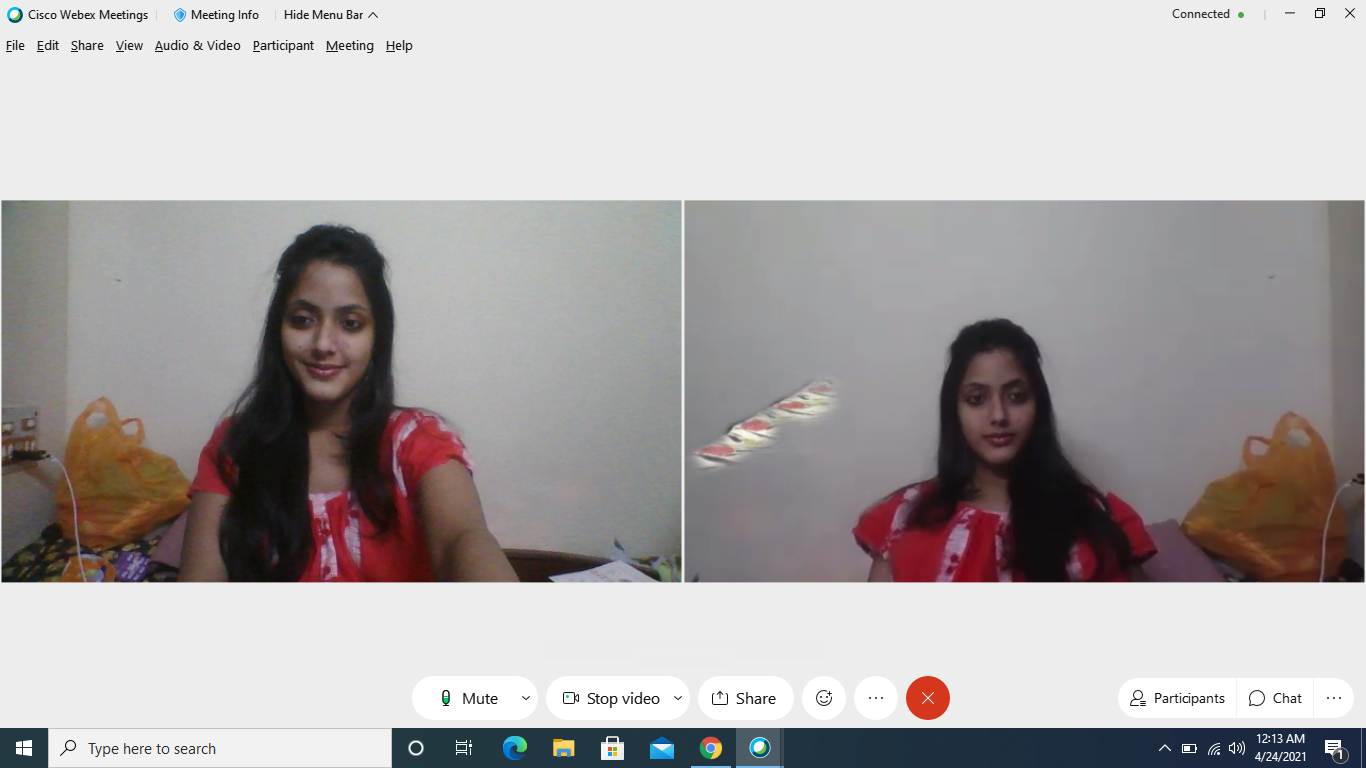 Cisco Webex Meetings Meeting Info Hide Menu Bar Connected
File Edit Share View Audio & Video Participant Meeting Help
Mute Stop video Share Participants Chat
Type here to search
12:13 AM
4/24/2021
1